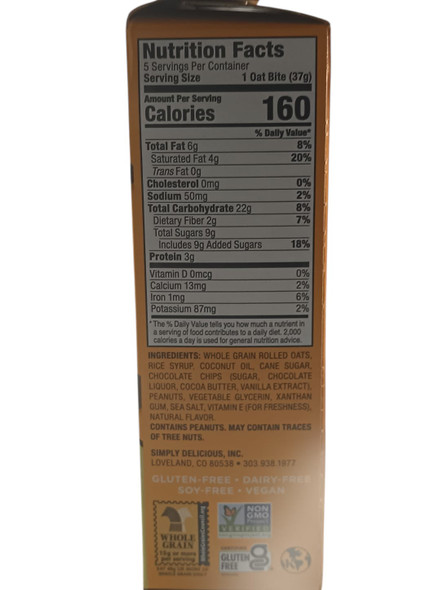 Nutrition Facts
5 Servings Per Container
Serving Size 1 Oat Bite (37g)
Amount Per Serving
Calories 160
% Daily Value*
Total Fat 6g 8%
Saturated Fat 4g 20%
Trans Fat 0g
Cholesterol 0mg 0%
Sodium 50mg 2%
Total Carbohydrate 22g 8%
Dietary Fiber 2g 7%
Total Sugars 9g
Includes 9g Added Sugars 18%
Protein 3g
Vitamin D 0mcg 0%
Calcium 13mg 2%
Iron 1mg 6%
Potassium 87mg 2%
*The % Daily Value tells you how much a nutrient in
a serving of food contributes to a daily diet. 2,000
calories a day is used for general nutrition advice.
INGREDIENTS: WHOLE GRAIN ROLLED OATS,
RICE SYRUP, COCONUT OIL, CANE SUGAR,
CHOCOLATE CHIPS (SUGAR, CHOCOLATE
LIQUOR, COCOA BUTTER, VANILLA EXTRACT),
PEANUTS, VEGETABLE GLYCERIN, XANTHAN
GUM, SEA SALT, VITAMIN E (FOR FRESHNESS),
NATURAL FLAVOR.
CONTAINS PEANUTS. MAY CONTAIN TRACES
OF TREE NUTS.
SIMPLY DELICIOUS, INC.
LOVELAND, CO 80538 • 303.938.1677
GLUTEN-FREE • DAIRY-FREE
SOY-FREE • VEGAN
WHOLE
GRAIN
or more
per serving
NON
GMO
VERIFIED
GLUTEN
FREE